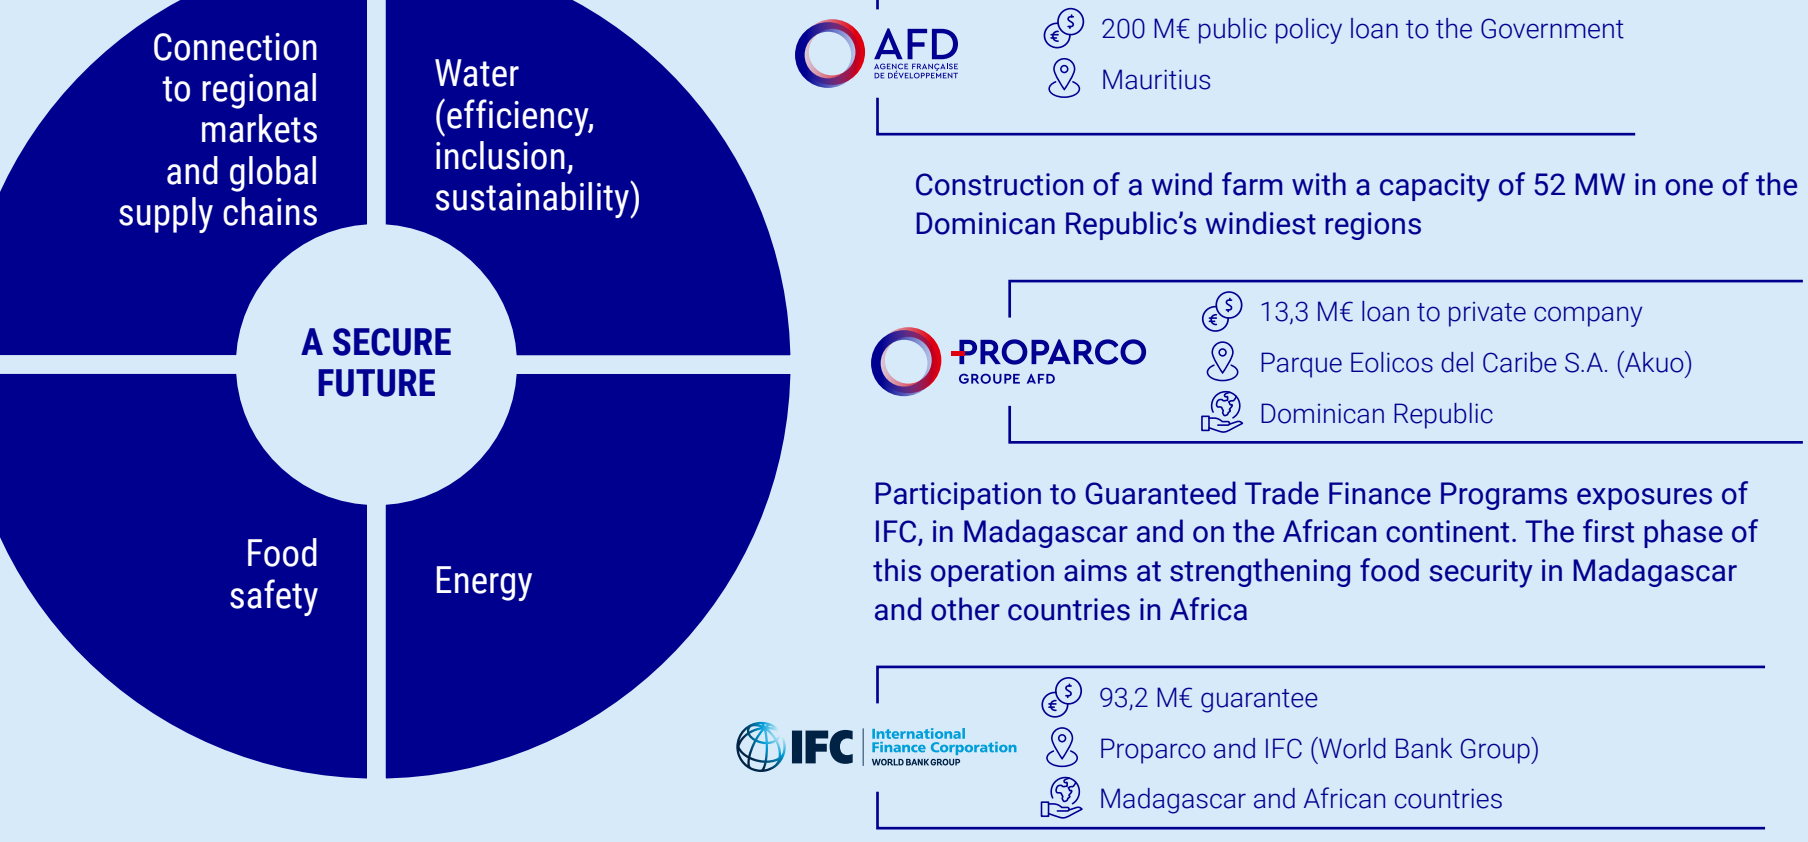 Connection
to regional
markets
and global
supply chains
Water
(efficiency,
inclusion,
sustainability)
A SECURE
FUTURE
Food
safety
Energy
AFD
AGENCE FRANÇAISE
DE DÉVELOPPEMENT
200 M€ public policy loan to the Government
Mauritius
Construction of a wind farm with a capacity of 52 MW in one of the
Dominican Republic’s windiest regions
PROPARCO
GROUPE AFD
13,3 M€ loan to private company
Parque Eolicos del Caribe S.A. (Akuo)
Dominican Republic
Participation to Guaranteed Trade Finance Programs exposures of
IFC, in Madagascar and on the African continent. The first phase of
this operation aims at strengthening food security in Madagascar
and other countries in Africa
IFC
International
Finance Corporation
WORLD BANK GROUP
93,2 M€ guarantee
Proparco and IFC (World Bank Group)
Madagascar and African countries